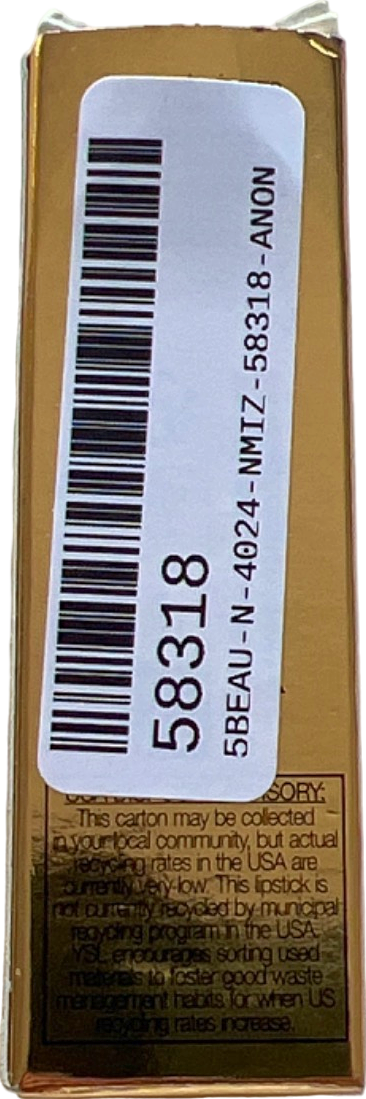 58318
5BEAU-N-4024-NMIZ-58318-ANON
SORY:
This carton may be collected
in your local community, but actual
recycling rates in the USA are
currently very low. This lipstick is
not currently recycled by municipal
recycling program in the USA.
YSL encourages sorting used
materials to foster good waste
management habits for when US
recycling rates increase.